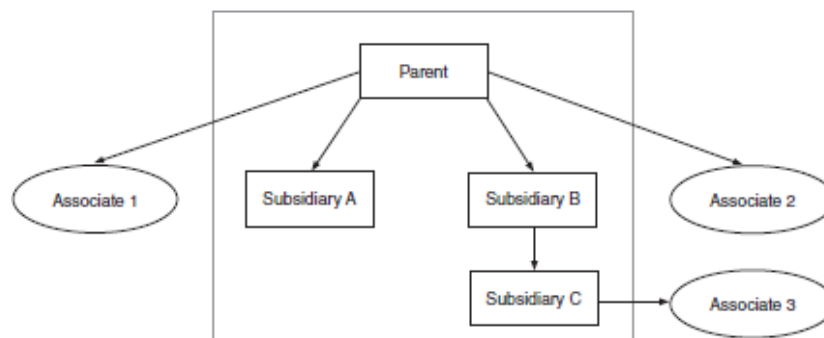 Parent
Associate 1
Subsidiary A
Subsidiary B
Associate 2
Subsidiary C
Associate 3